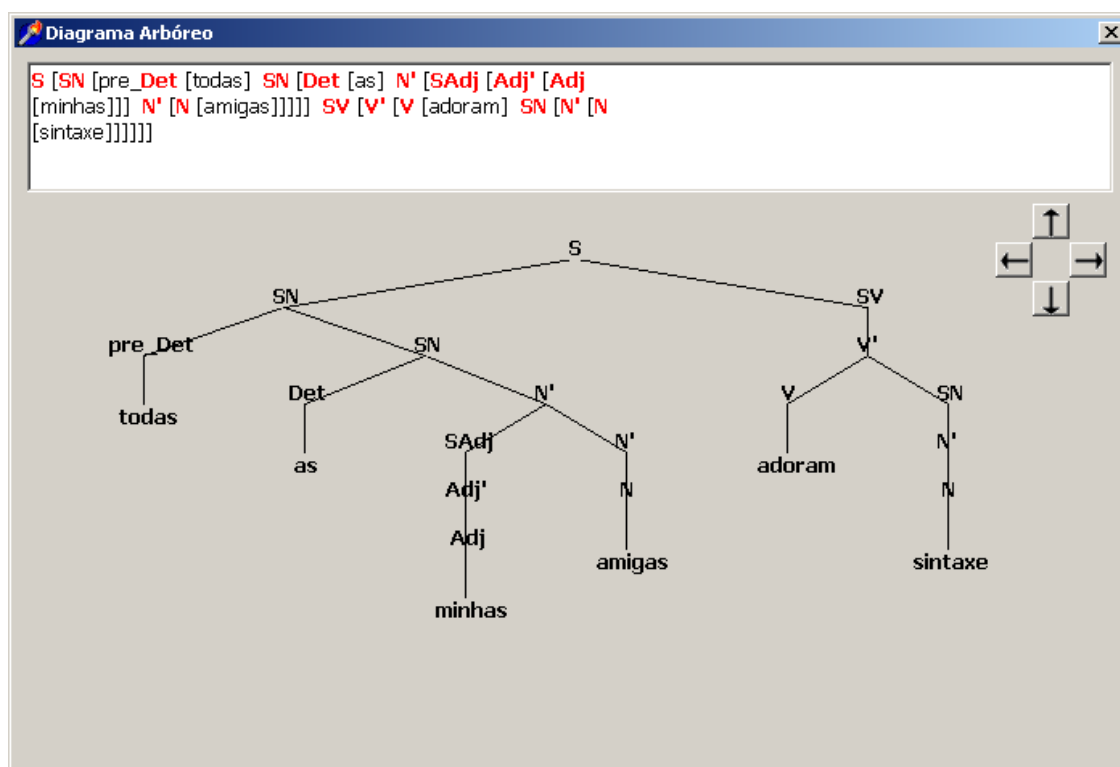 Diagrama Arbóreo
S [SN [pre_Det [todas] SN [Det [as] N' [SAdj [Adj' [Adj
[minhas]]] N' [N [amigas]]]]] SV [V' [V [adoram] SN [N' [N
[sintaxe]]]]]]
S
SN SV
pre_Det SN V'
todas Det N' V SN
as SAdj N' adoram N'
Adj' N N
Adj amigas sintaxe
minhas